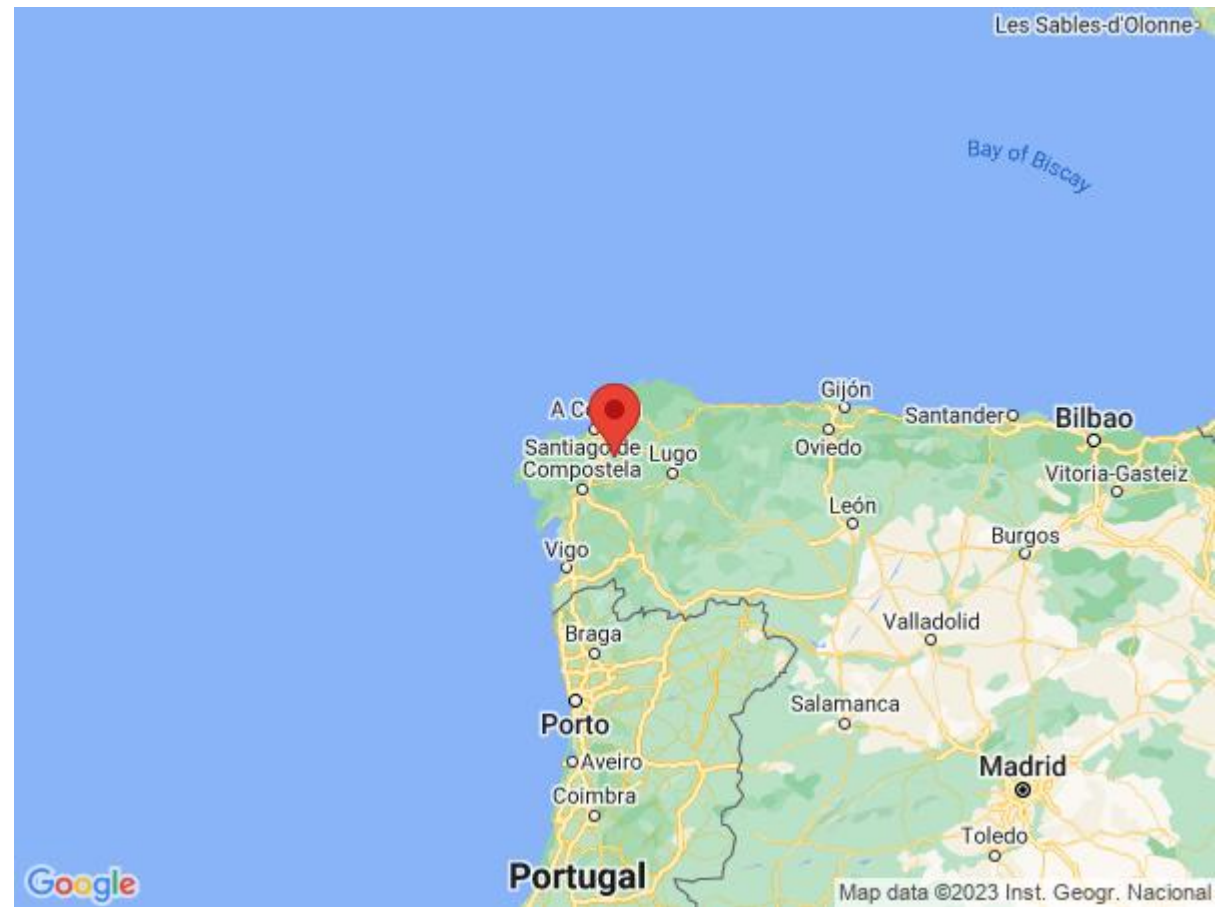 Les Sables-d'Olonne
Bay of Biscay
Gijón
A C
Santander
Bilbao
Santiago de
Compostela
Lugo
Oviedo
Vitoria-Gasteiz
León
Burgos
Vigo
Valladolid
Braga
Salamanca
Porto
Aveiro
Madrid
Coimbra
Toledo
Portugal
Google
Map data ©2023 Inst. Geogr. Nacional